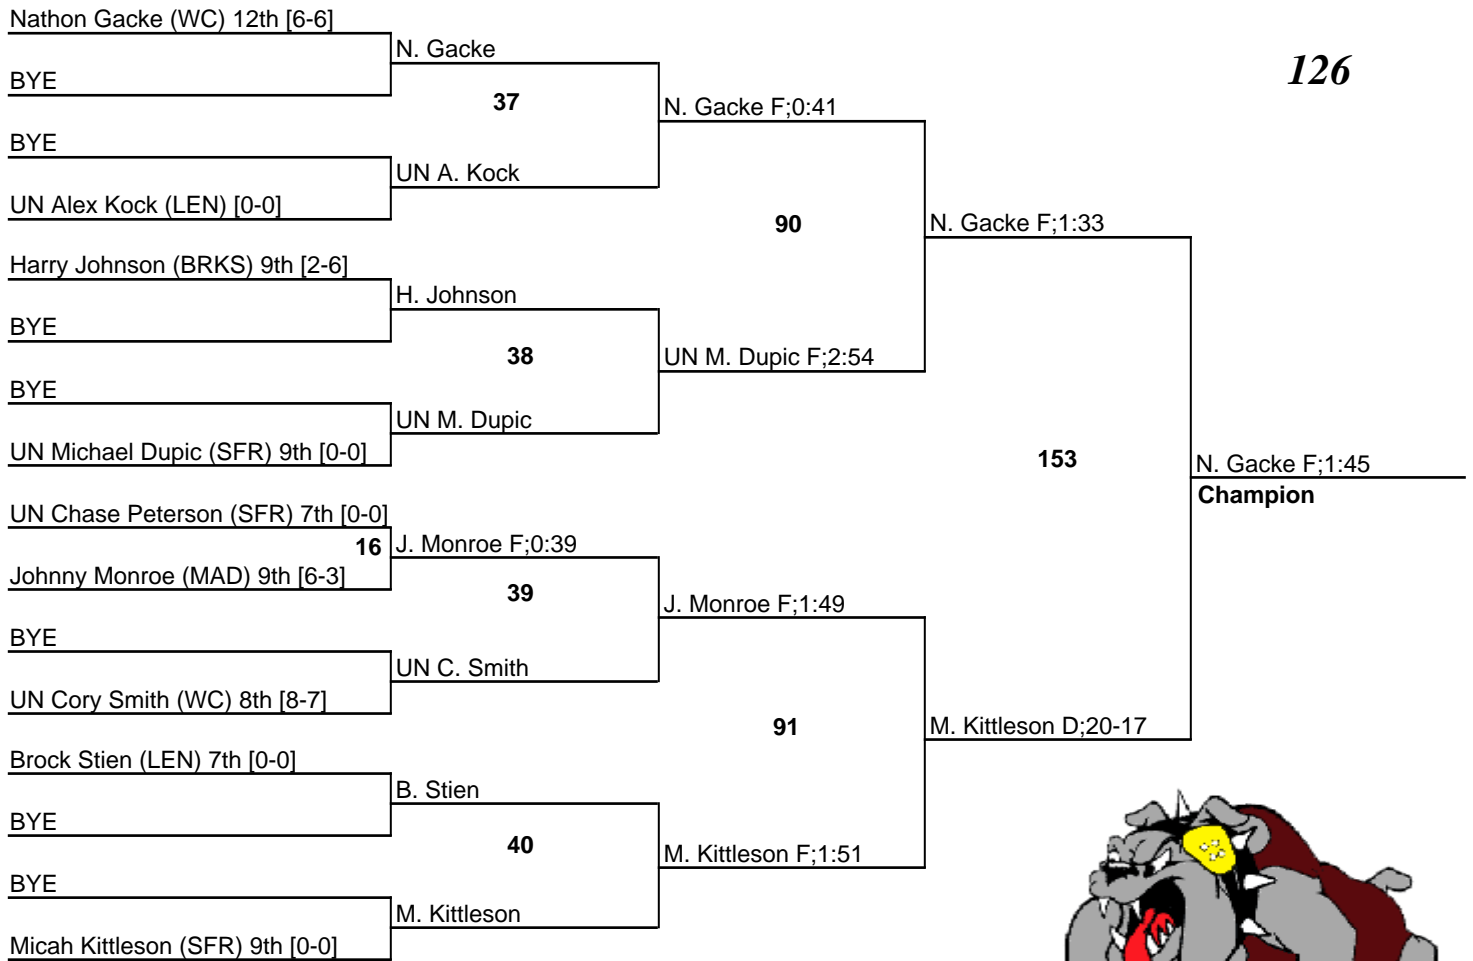 Nathon Gacke (WC) 12th [6-6]
N. Gacke
126
BYE
37
N. Gacke F;0:41
BYE
UN A. Kock
UN Alex Kock (LEN) [0-0]
90
N. Gacke F;1:33
Harry Johnson (BRKS) 9th [2-6]
H. Johnson
BYE
38
UN M. Dupic F;2:54
BYE
UN M. Dupic
UN Michael Dupic (SFR) 9th [0-0]
153
N. Gacke F;1:45
Champion
UN Chase Peterson (SFR) 7th [0-0]
16
J. Monroe F;0:39
Johnny Monroe (MAD) 9th [6-3]
39
J. Monroe F;1:49
BYE
UN C. Smith
UN Cory Smith (WC) 8th [8-7]
91
M. Kittleson D;20-17
Brock Stien (LEN) 7th [0-0]
B. Stien
BYE
40
M. Kittleson F;1:51
BYE
M. Kittleson
Micah Kittleson (SFR) 9th [0-0]